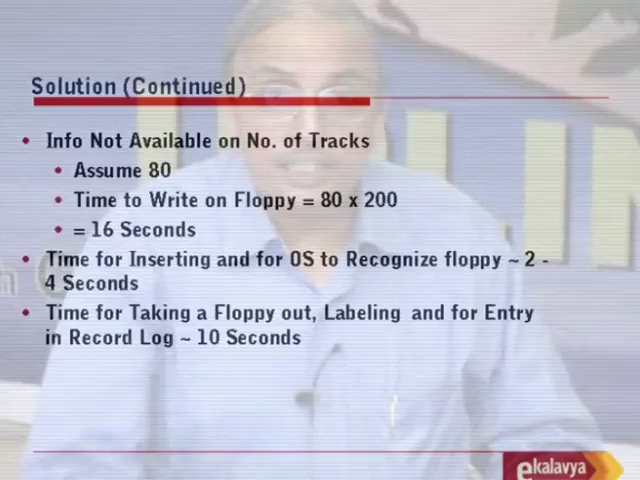 Solution (Continued)
• Info Not Available on No. of Tracks
• Assume 80
• Time to Write on Floppy = 80 x 200
• = 16 Seconds
• Time for Inserting and for OS to Recognize floppy ~ 2 -
4 Seconds
• Time for Taking a Floppy out, Labeling and for Entry
in Record Log ~ 10 Seconds
ekalavya